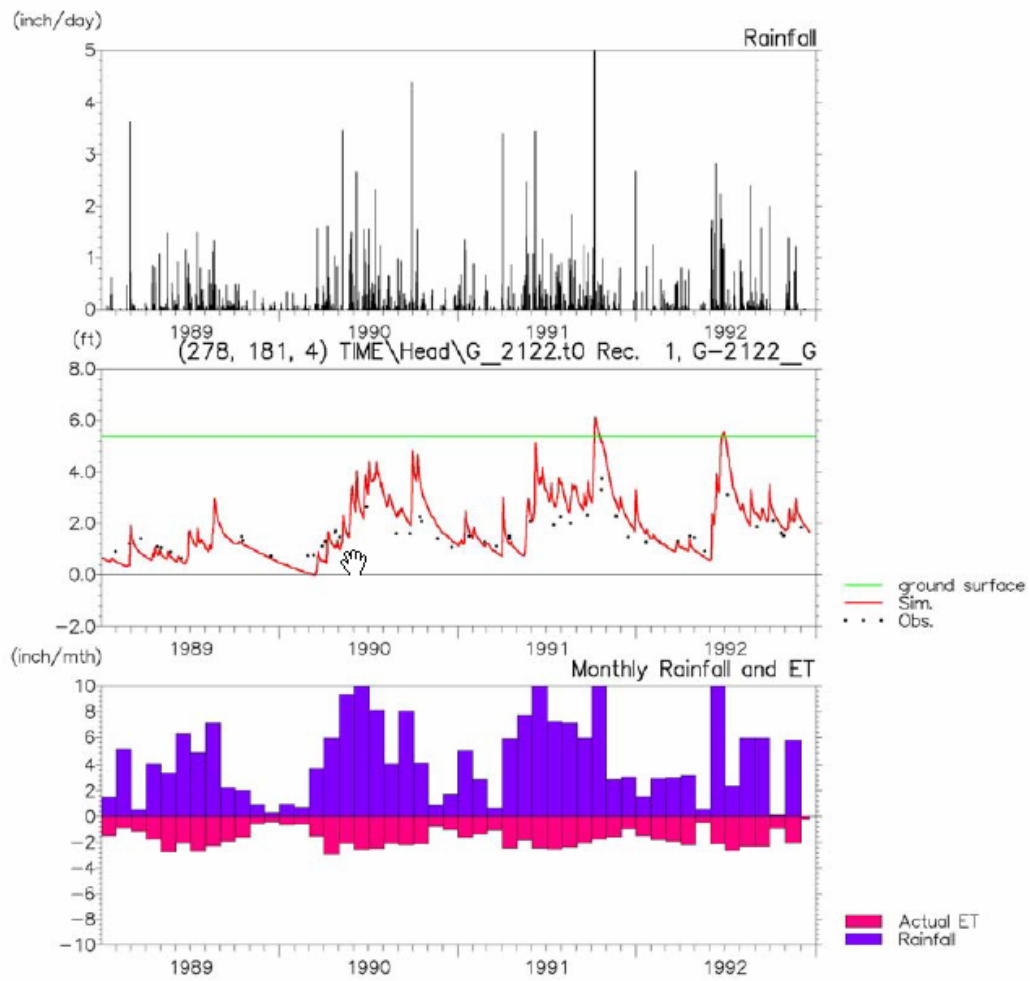 (inch/day)
Rainfall
5
4
3
2
1
0
1989 1990 1991 1992
(ft)
(278, 181, 4) TIME\Head\G_2122.t0 Rec. 1, G-2122__G
8.0
6.0
4.0
2.0
0.0
-2.0
ground surface
Sim.
Obs.
1989 1990 1991 1992
(inch/mth)
Monthly Rainfall and ET
10
8
6
4
2
0
-2
-4
-6
-8
-10
Actual ET
Rainfall
1989 1990 1991 1992